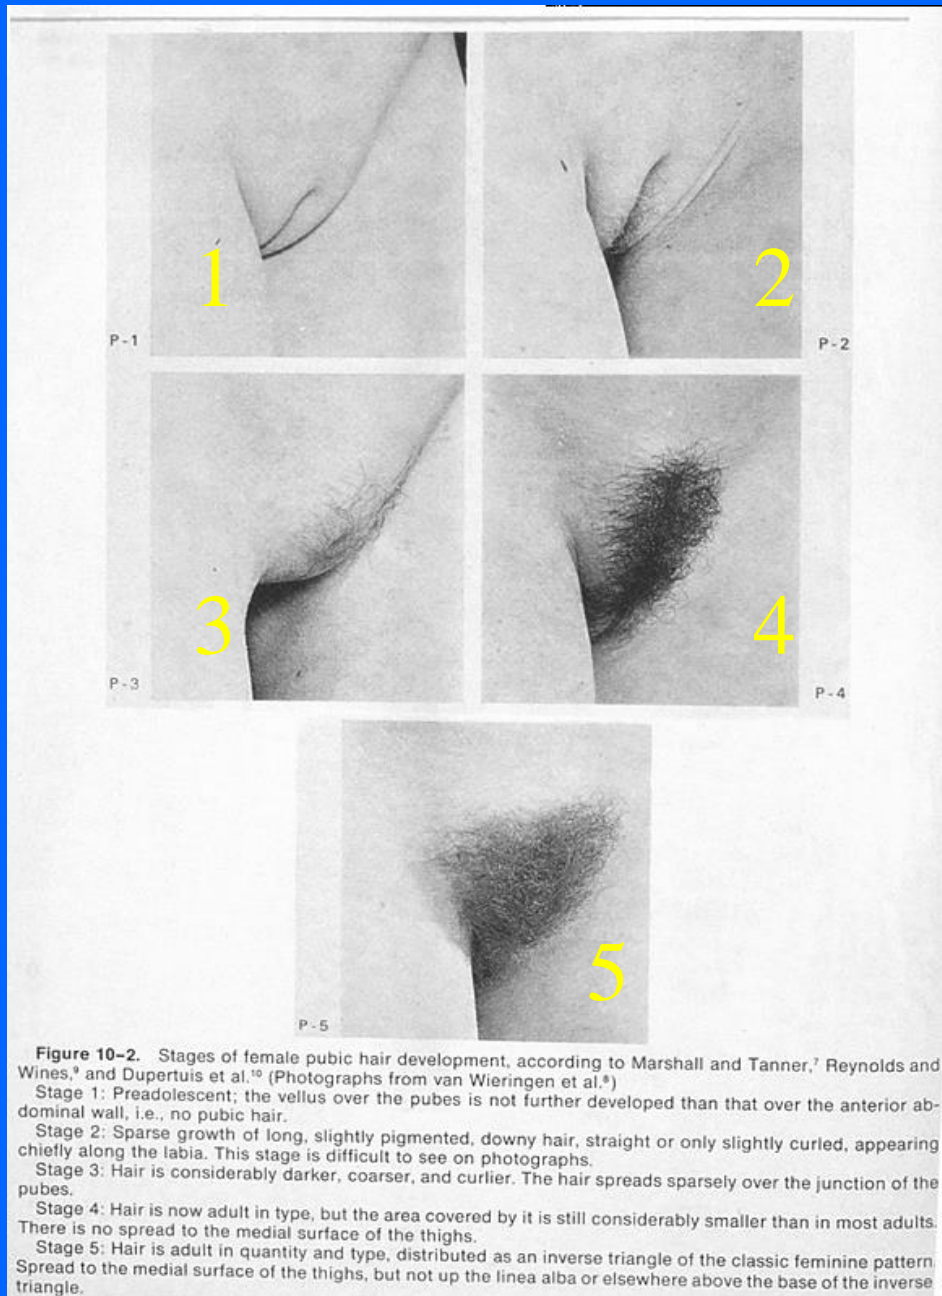 1
2
P-1
P-2
3
4
P-3
P-4
5
P-5
Figure 10-2. Stages of female pubic hair development, according to Marshall and Tanner,⁷ Reynolds and
Wines,⁹ and Dupertuis et al.¹⁰ (Photographs from van Wieringen et al.⁸)
Stage 1: Preadolescent; the vellus over the pubes is not further developed than that over the anterior ab-
dominal wall, i.e., no pubic hair.
Stage 2: Sparse growth of long, slightly pigmented, downy hair, straight or only slightly curled, appearing
chiefly along the labia. This stage is difficult to see on photographs.
Stage 3: Hair is considerably darker, coarser, and curlier. The hair spreads sparsely over the junction of the
pubes.
Stage 4: Hair is now adult in type, but the area covered by it is still considerably smaller than in most adults.
There is no spread to the medial surface of the thighs.
Stage 5: Hair is adult in quantity and type, distributed as an inverse triangle of the classic feminine pattern.
Spread to the medial surface of the thighs, but not up the linea alba or elsewhere above the base of the inverse
triangle.